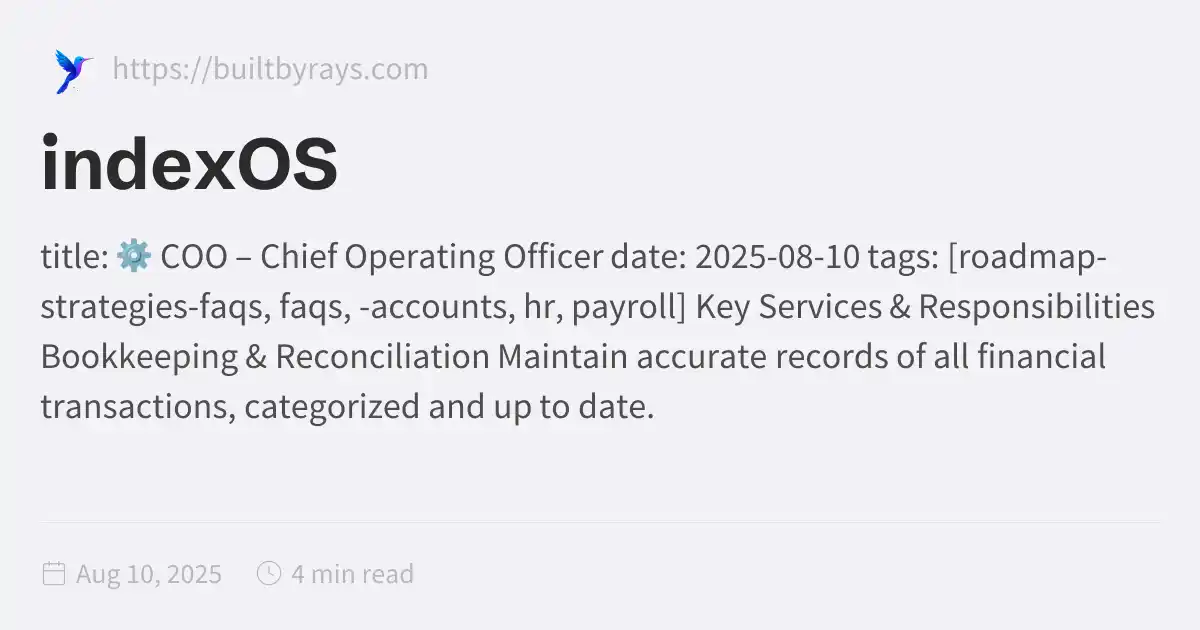 https://builtbyrays.com
indexOS
title: ⚙️ COO – Chief Operating Officer date: 2025-08-10 tags: [roadmap-
strategies-faqs, faqs, -accounts, hr, payroll] Key Services & Responsibilities
Bookkeeping & Reconciliation Maintain accurate records of all financial
transactions, categorized and up to date.
Aug 10, 2025 4 min read